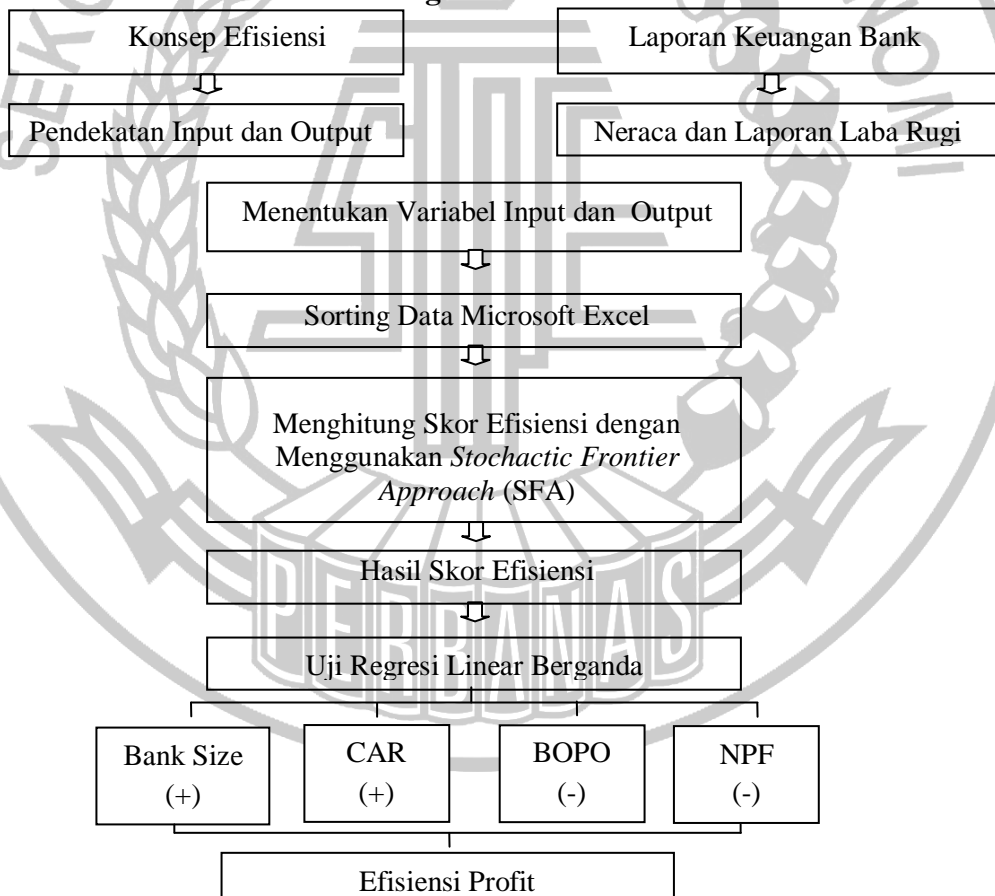 Konsep Efisiensi
Laporan Keuangan Bank
Pendekatan Input dan Output
Neraca dan Laporan Laba Rugi
Menentukan Variabel Input dan Output
Sorting Data Microsoft Excel
Menghitung Skor Efisiensi dengan
Menggunakan Stochactic Frontier
Approach (SFA)
Hasil Skor Efisiensi
Uji Regresi Linear Berganda
Bank Size
(+)
CAR
(+)
BOPO
(-)
NPF
(-)
Efisiensi Profit
PERBANAS